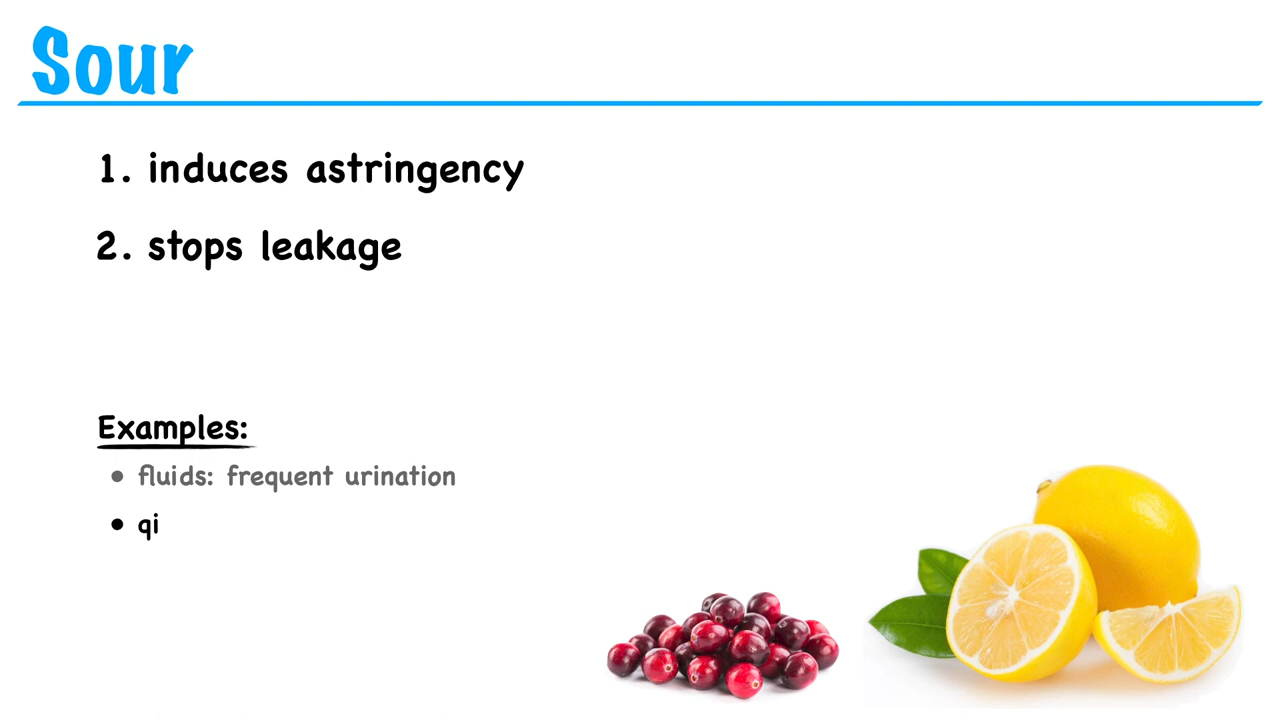 Sour
1. induces astringency
2. stops leakage
Examples:
• fluids: frequent urination
• qi